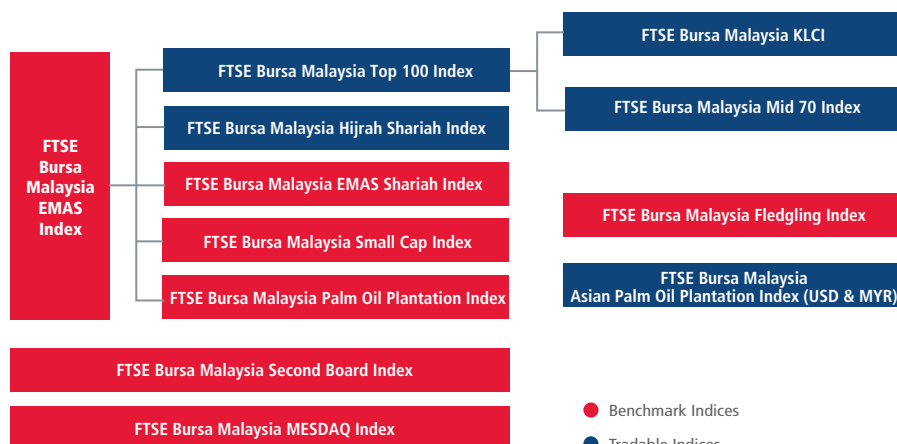 FTSE
Bursa
Malaysia
EMAS
Index
FTSE Bursa Malaysia Top 100 Index
FTSE Bursa Malaysia Hijrah Shariah Index
FTSE Bursa Malaysia EMAS Shariah Index
FTSE Bursa Malaysia Small Cap Index
FTSE Bursa Malaysia Palm Oil Plantation Index
FTSE Bursa Malaysia KLCI
FTSE Bursa Malaysia Mid 70 Index
FTSE Bursa Malaysia Fledgling Index
FTSE Bursa Malaysia
Asian Palm Oil Plantation Index (USD & MYR)
FTSE Bursa Malaysia Second Board Index
FTSE Bursa Malaysia MESDAQ Index
Benchmark Indices
Tradable Indices